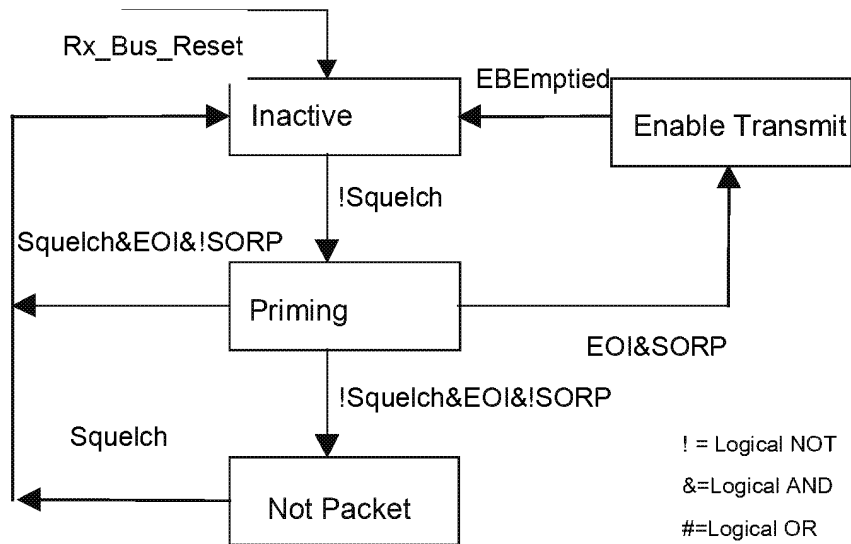 Rx_Bus_Reset
EBEmptied
Inactive
Enable Transmit
!Squelch
Squelch&EOI&!SORP
Priming
EOI&SORP
!Squelch&EOI&!SORP
Squelch
! = Logical NOT
&=Logical AND
Not Packet
#=Logical OR